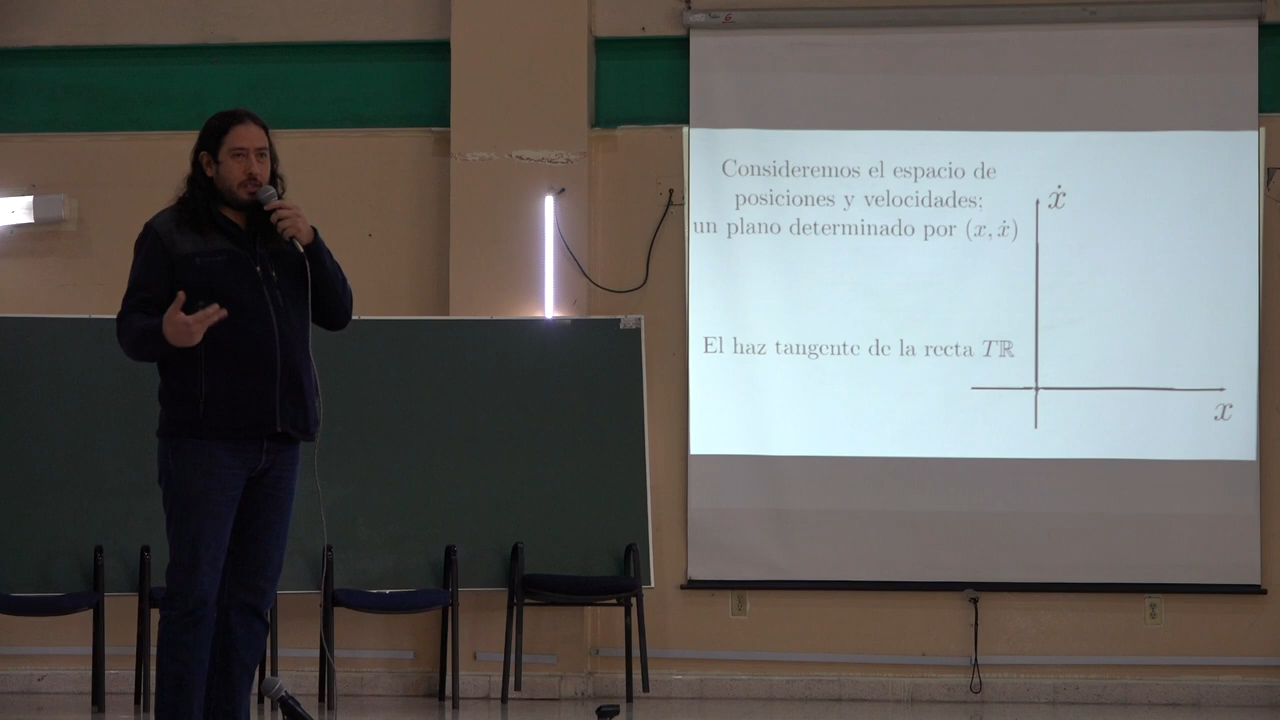 Consideremos el espacio de
posiciones y velocidades:
un plano determinado por (x, ẋ)
ẋ
El haz tangente de la recta Tℝ
x